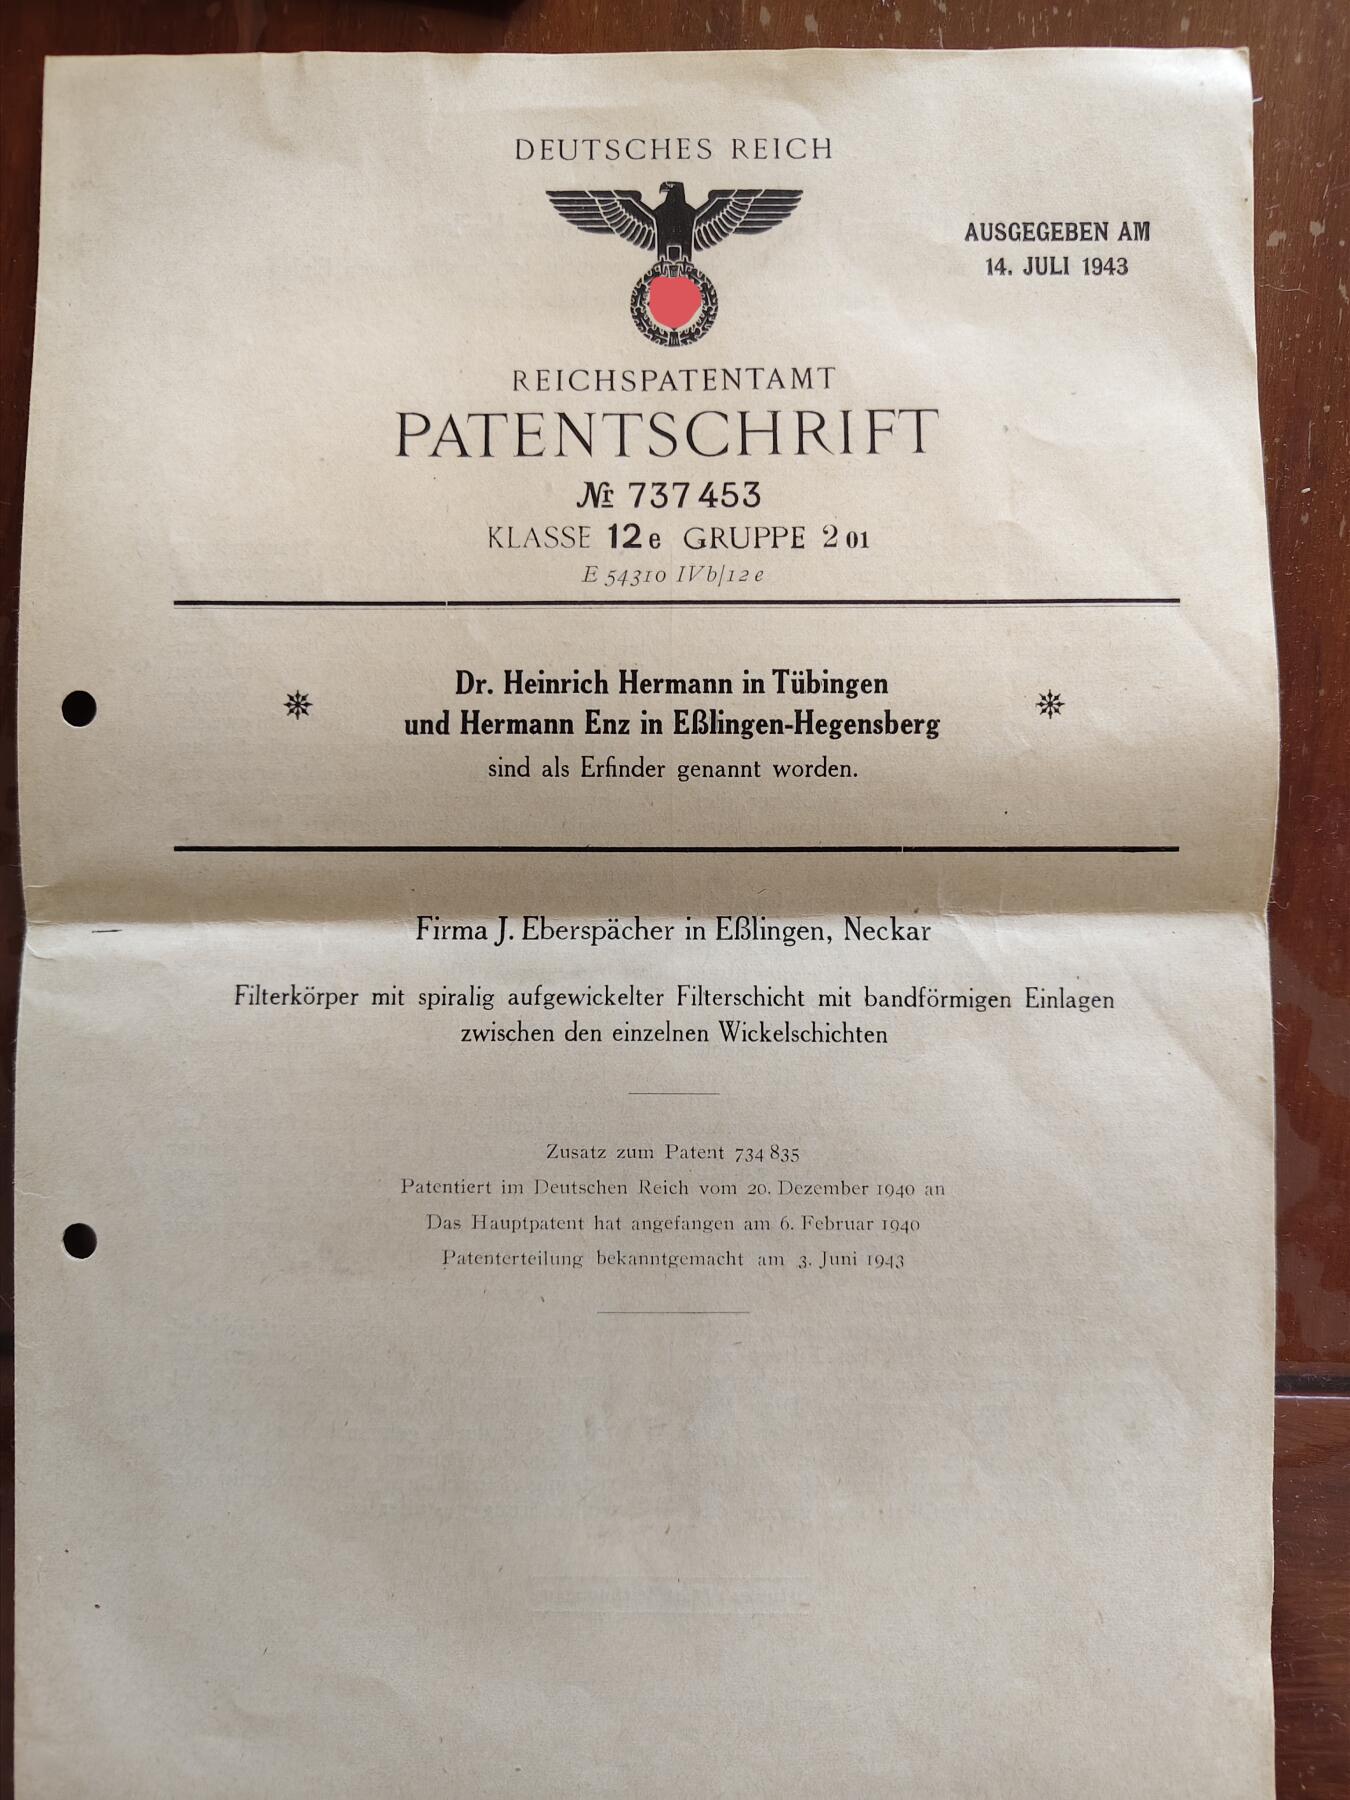 DEUTSCHES REICH
AUSGEGEBEN AM
14. JULI 1943
REICHSPATENTAMT
PATENTSCHRIFT
Nr 737453
KLASSE 12e GRUPPE 2 01
E 54310 IVb/12e
Dr. Heinrich Hermann in Tübingen
und Hermann Enz in Eßlingen-Hegensberg
sind als Erfinder genannt worden.
Firma J. Eberspächer in Eßlingen, Neckar
Filterkörper mit spiralig aufgewickelter Filterschicht mit bandförmigen Einlagen
zwischen den einzelnen Wickelschichten
Zusatz zum Patent 734 835
Patentiert im Deutschen Reich vom 20. Dezember 1940 an
Das Hauptpatent hat angefangen am 6. Februar 1940
Patenterteilung bekanntgemacht am 3. Juni 1943